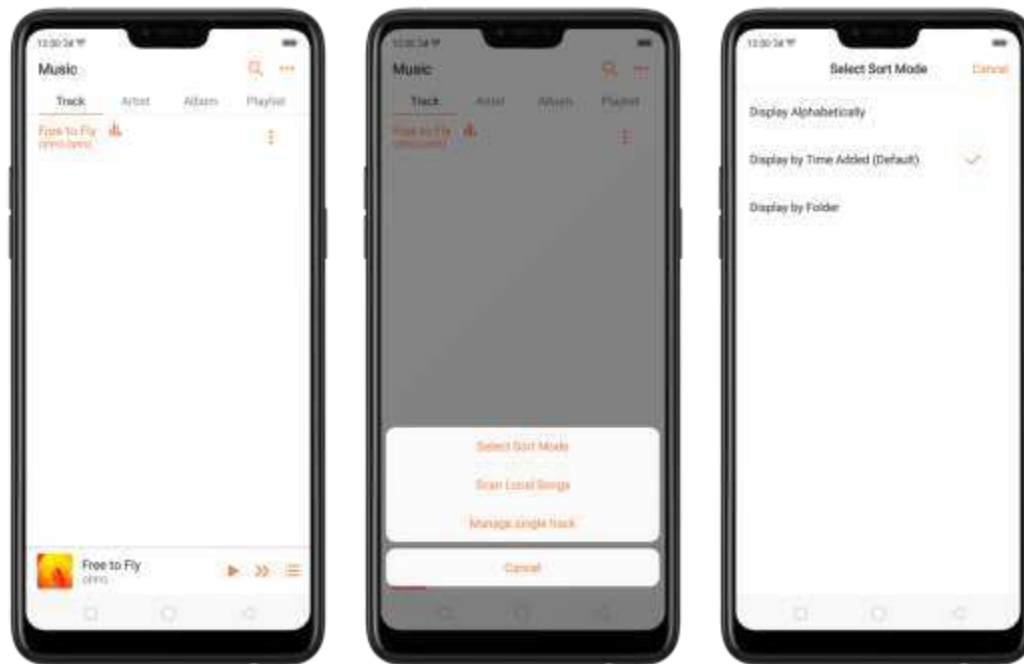 Music
Track Artist Album Playlist
Free to Fly
Free to Fly
Music
Track Artist Album Playlist
Free to Fly
Select Sort Mode
Scan Local Songs
Manage single track
Cancel
Select Sort Mode Cancel
Display Alphabetically
Display by Time Added (Default)
Display by Folder